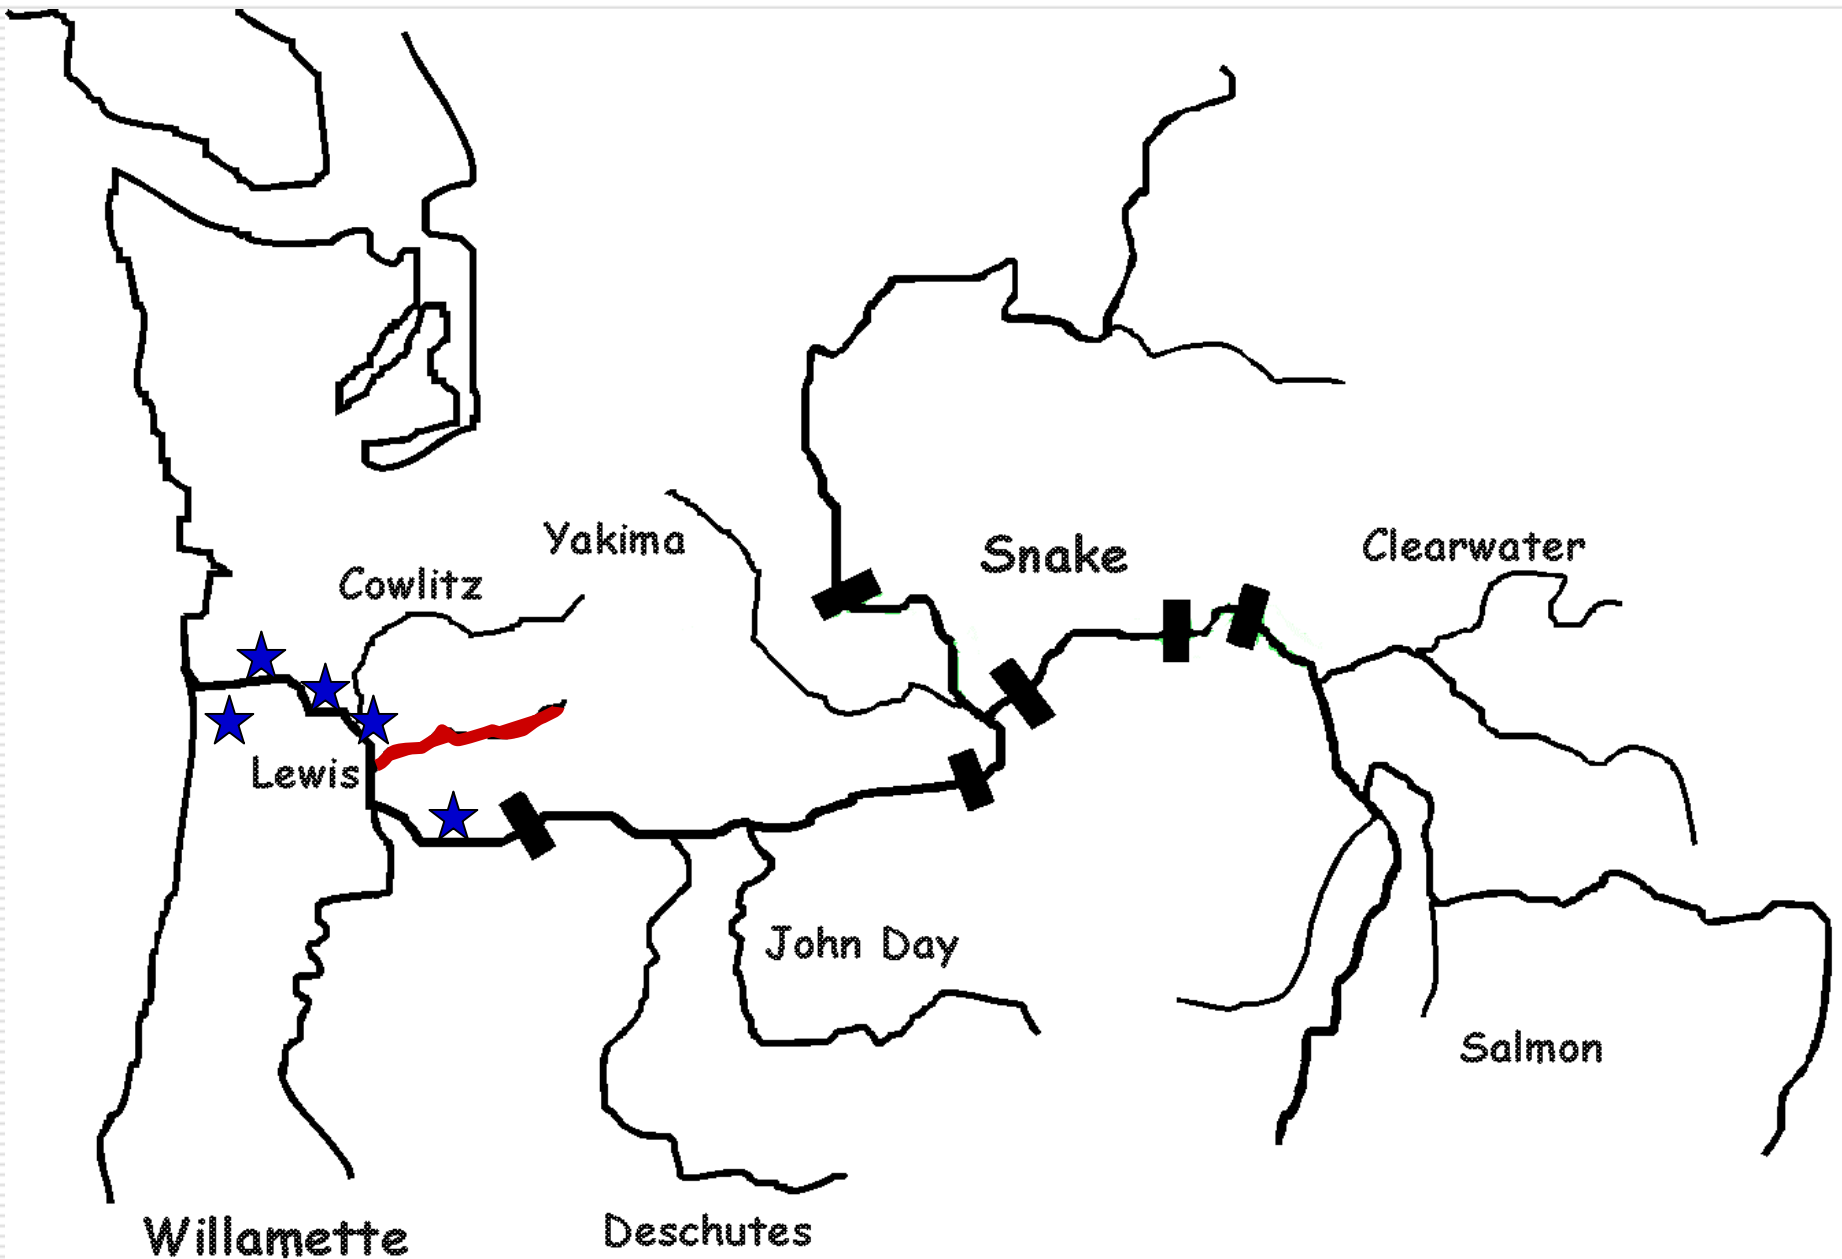 Yakima
Snake
Clearwater
Cowlitz
Lewis
John Day
Salmon
Willamette
Deschutes